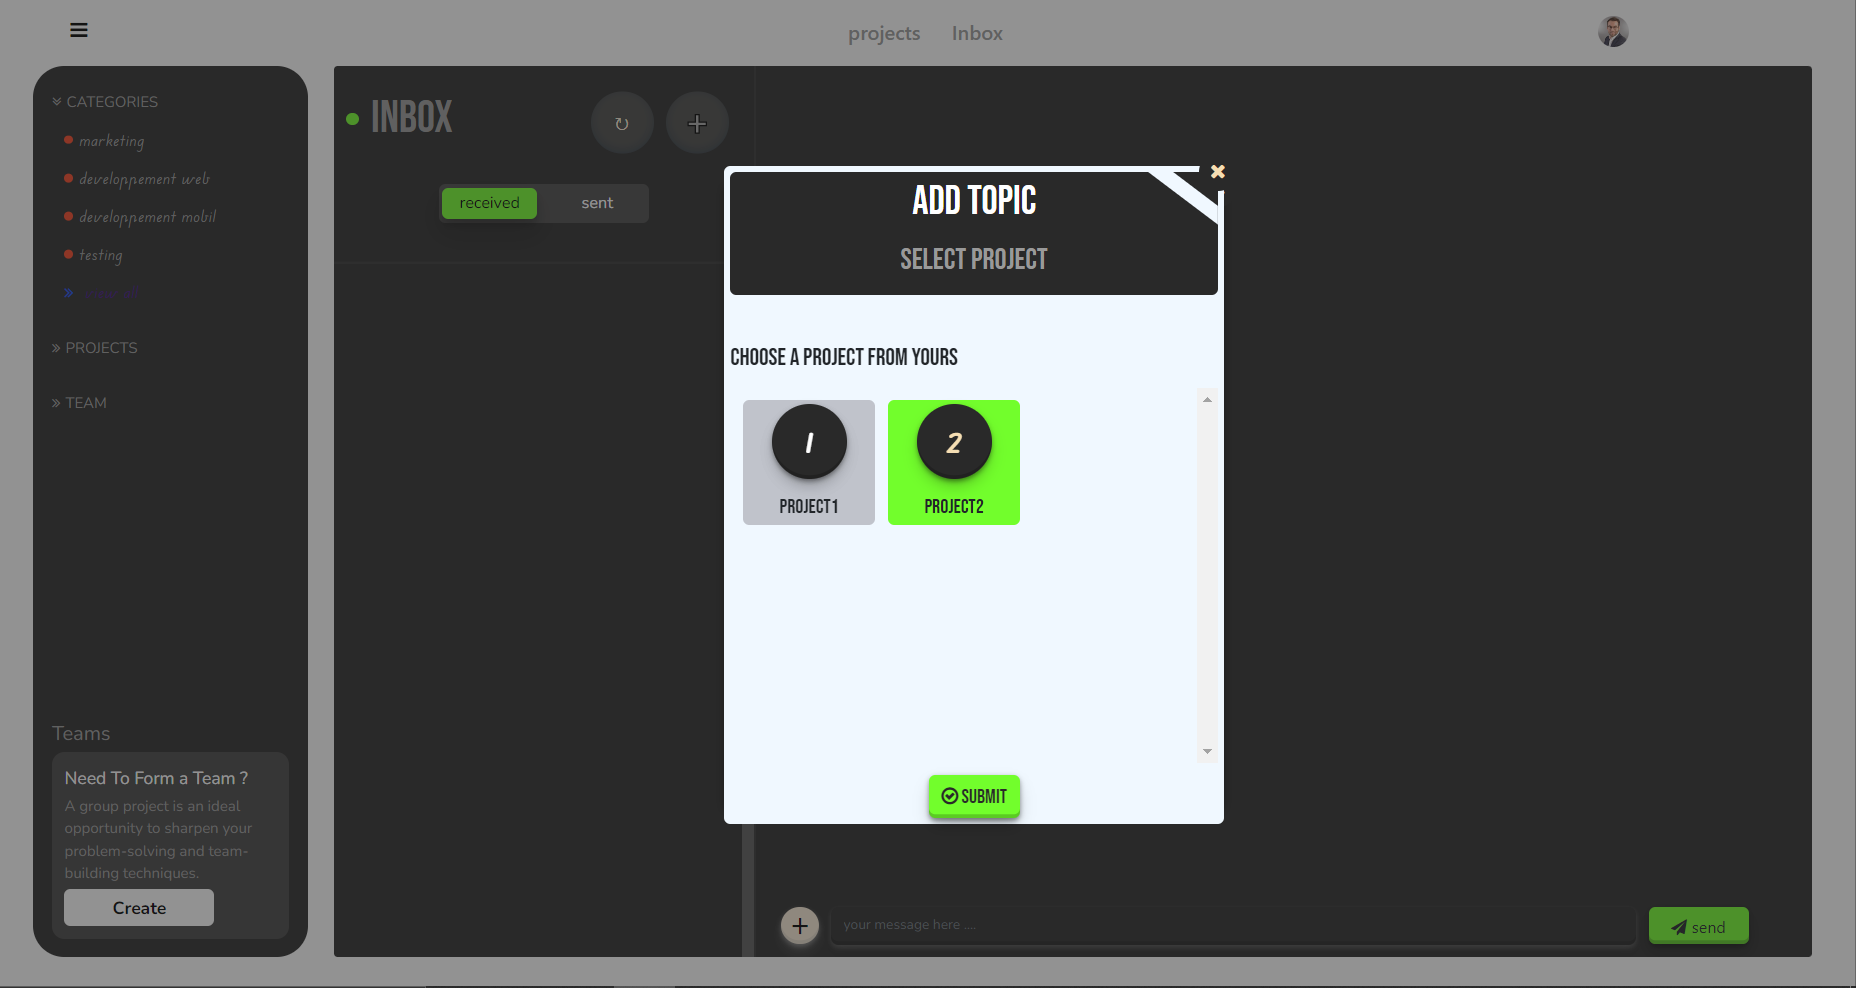 projects Inbox
CATEGORIES
marketing
developpement web
developpement mobil
testing
PROJECTS
TEAM
Teams
Need To Form a Team ?
A group project is an ideal
opportunity to sharpen your
problem-solving and team-
building techniques.
Create
INBOX
received sent
ADD TOPIC
SELECT PROJECT
CHOOSE A PROJECT FROM YOURS
1 2
PROJECT1 PROJECT2
SUBMIT
your message here ....
send